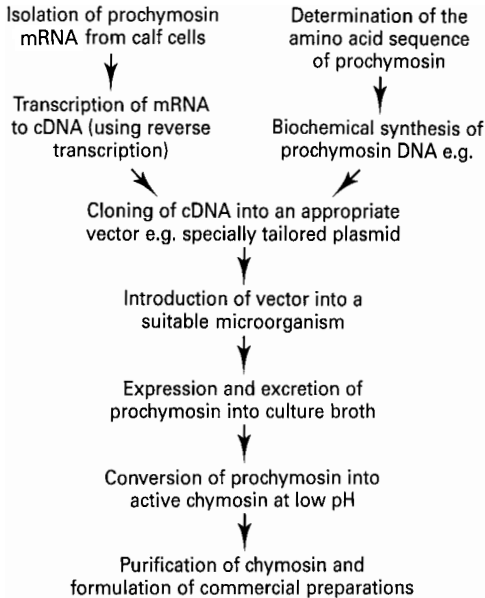 Isolation of prochymosin
mRNA from calf cells
Determination of the
amino acid sequence
of prochymosin
Transcription of mRNA
to cDNA (using reverse
transcription)
Biochemical synthesis of
prochymosin DNA e.g.
Cloning of cDNA into an appropriate
vector e.g. specially tailored plasmid
Introduction of vector into a
suitable microorganism
Expression and excretion of
prochymosin into culture broth
Conversion of prochymosin into
active chymosin at low pH
Purification of chymosin and
formulation of commercial preparations